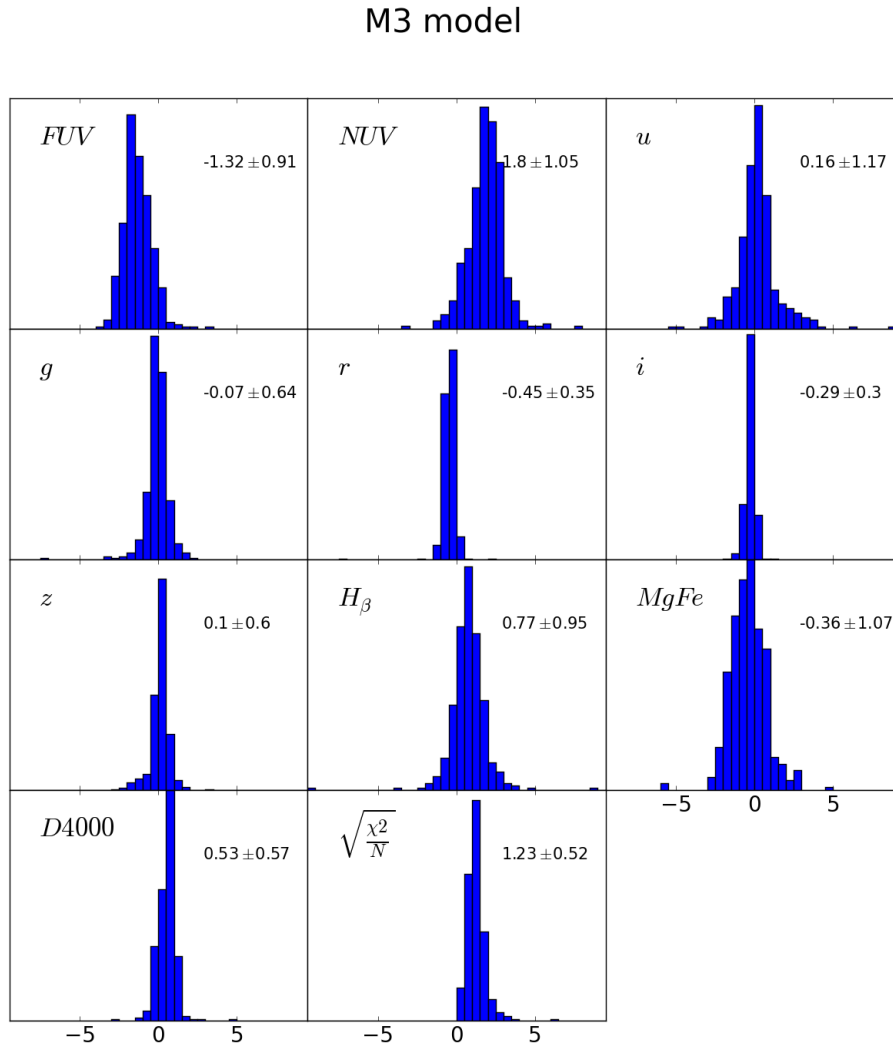 M3 model
FUV
-1.32 ±0.91
NUV
1.8 ±1.05
u
0.16 ±1.17
g
-0.07 ±0.64
r
-0.45 ±0.35
i
-0.29 ±0.3
z
0.1 ±0.6
H_β
0.77 ±0.95
MgFe
-0.36 ±1.07
−5 0 5
D4000
0.53 ±0.57
√(χ2/N)
1.23 ±0.52
−5 0 5
−5 0 5